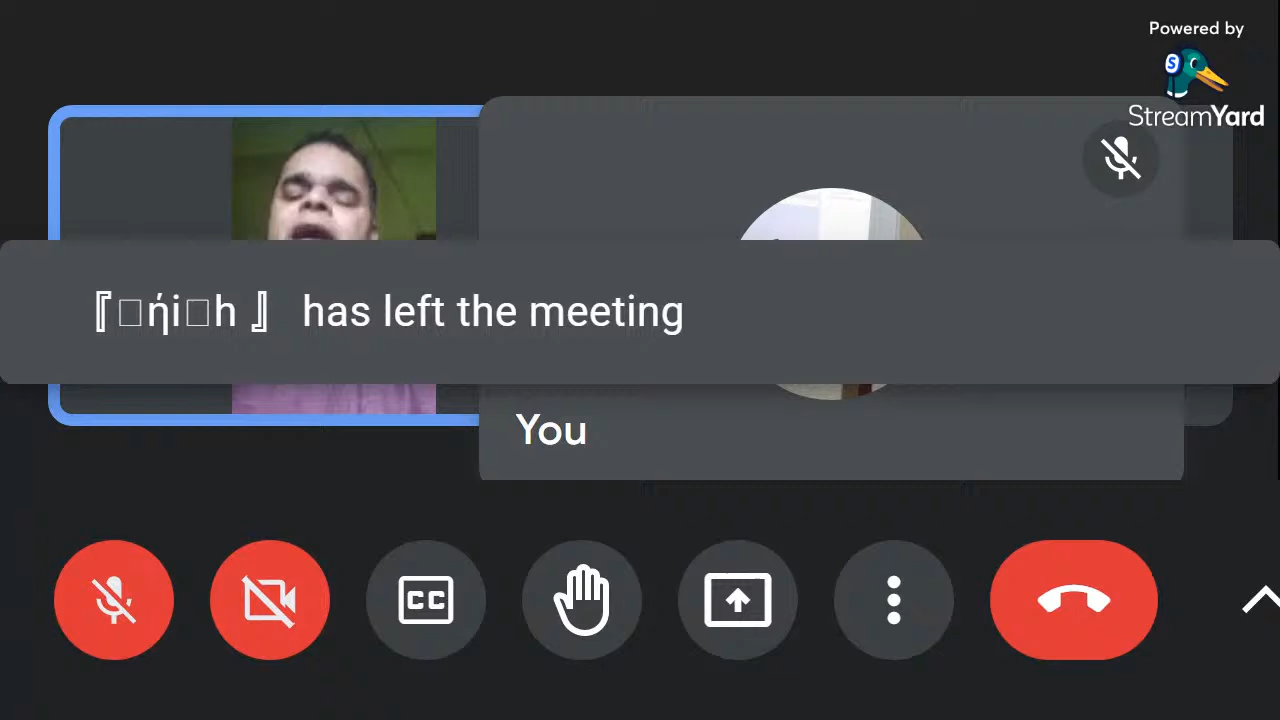 Powered by
StreamYard
『□ήi□h 』 has left the meeting
You
CC